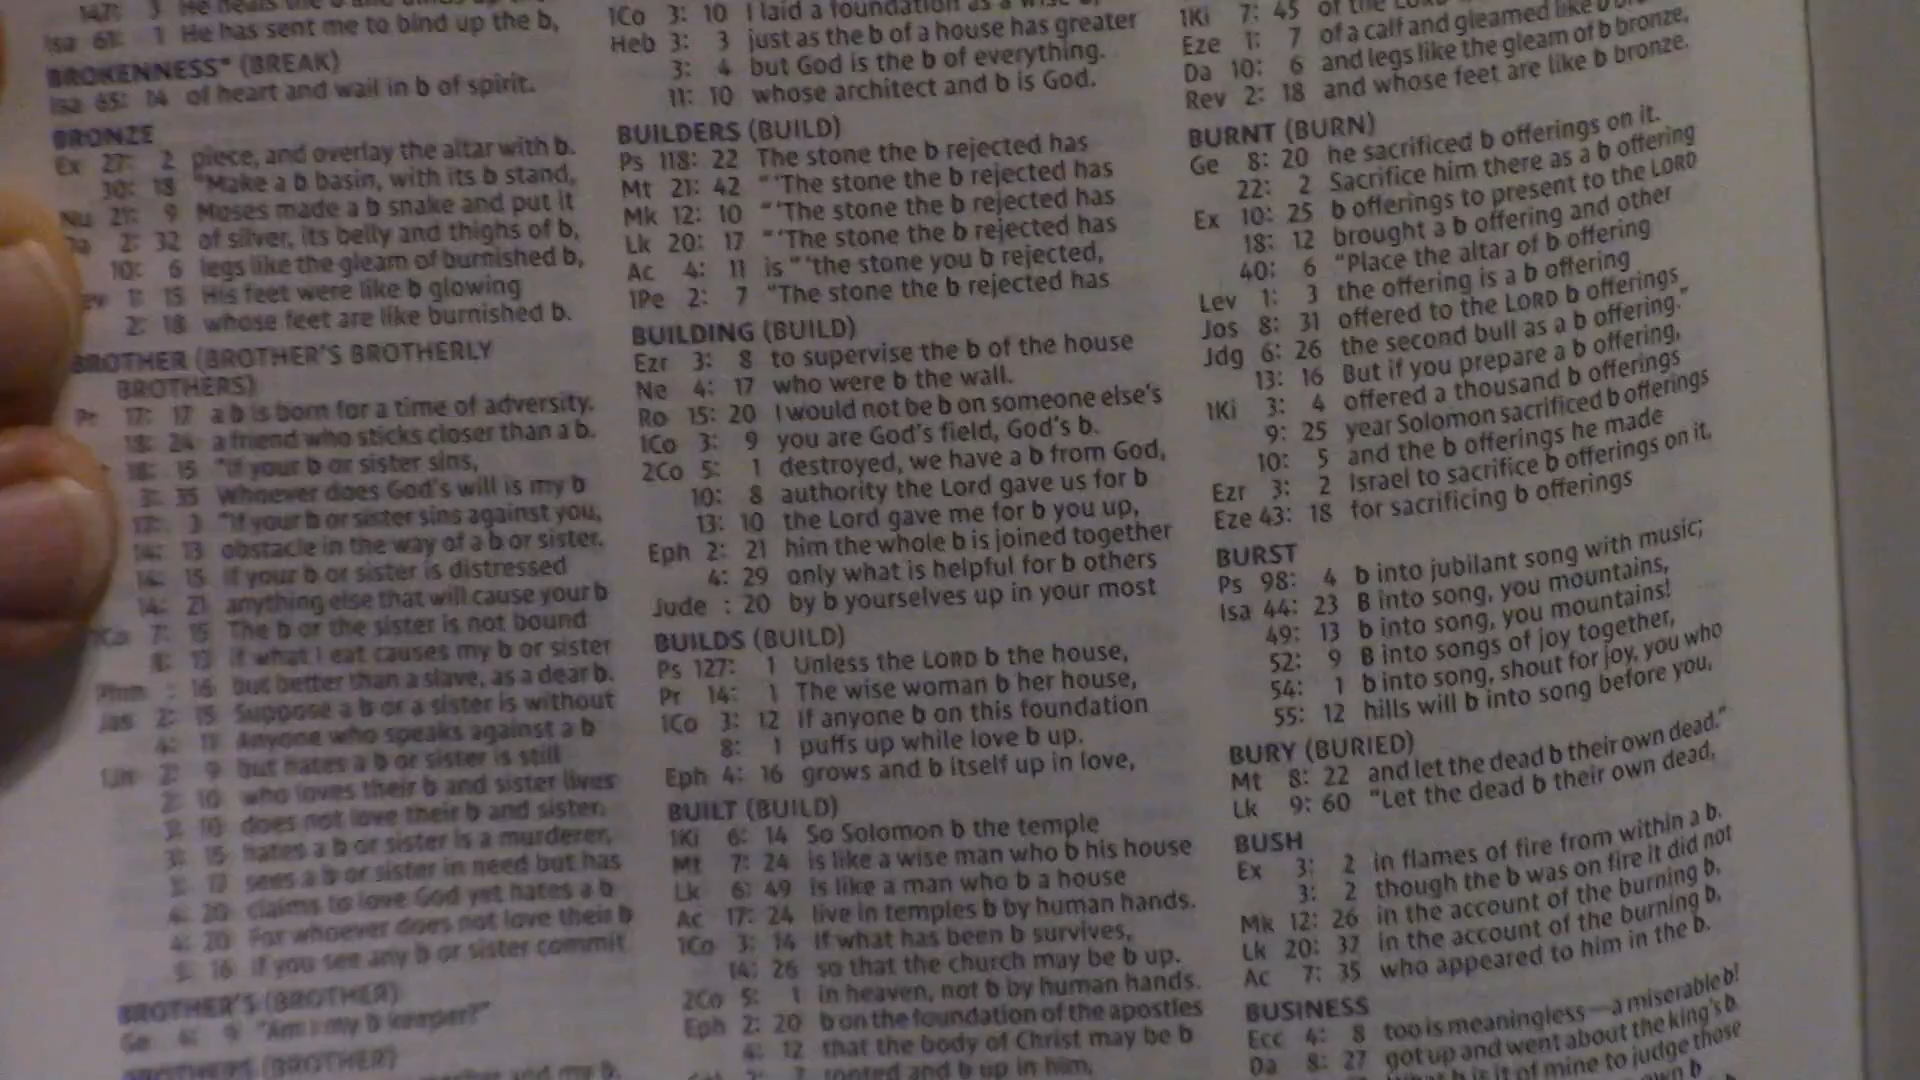 147: 3 He heals the b and binds up
Isa 61: 1 He has sent me to bind up the b,
BROKENNESS* (BREAK)
Isa 65: 14 of heart and wail in b of spirit.
BRONZE
Ex 27: 2 piece, and overlay the altar with b.
30: 18 "Make a b basin, with its b stand,
Nu 21: 9 Moses made a b snake and put it
Da 2: 32 of silver, its belly and thighs of b,
10: 6 legs like the gleam of burnished b,
Rev 1: 15 His feet were like b glowing
2: 18 whose feet are like burnished b.
BROTHER (BROTHER'S BROTHERLY
BROTHERS)
Pr 17: 17 a b is born for a time of adversity.
18: 24 a friend who sticks closer than a b.
18: 15 "If your b or sister sins,
3: 35 Whoever does God's will is my b
17: 3 "If your b or sister sins against you,
14: 13 obstacle in the way of a b or sister.
14: 15 If your b or sister is distressed
14: 21 anything else that will cause your b
1Co 7: 15 The b or the sister is not bound
8: 13 if what I eat causes my b or sister
Phm : 16 but better than a slave, as a dear b.
Jas 2: 15 Suppose a b or a sister is without
4: 11 Anyone who speaks against a b
1Jn 2: 9 but hates a b or sister is still
2: 10 who loves their b and sister lives
3: 10 does not love their b and sister.
3: 15 hates a b or sister is a murderer,
3: 17 sees a b or sister in need but has
4: 20 claims to love God yet hates a b
4: 20 For whoever does not love their b
5: 16 If you see any b or sister commit
BROTHER'S (BROTHER)
Ge 4: 9 "Am I my b keeper?"
BROTHERS (BROTHER)
and my b.
1Co 3: 10 I laid a foundation as a wise b,
Heb 3: 3 just as the b of a house has greater
3: 4 but God is the b of everything.
11: 10 whose architect and b is God.
BUILDERS (BUILD)
Ps 118: 22 The stone the b rejected has
Mt 21: 42 "'The stone the b rejected has
Mk 12: 10 "'The stone the b rejected has
Lk 20: 17 "'The stone the b rejected has
Ac 4: 11 is "'the stone you b rejected,
1Pe 2: 7 "The stone the b rejected has
BUILDING (BUILD)
Ezr 3: 8 to supervise the b of the house
Ne 4: 17 who were b the wall.
Ro 15: 20 I would not be b on someone else's
1Co 3: 9 you are God's field, God's b.
2Co 5: 1 destroyed, we have a b from God,
10: 8 authority the Lord gave us for b
13: 10 the Lord gave me for b you up,
Eph 2: 21 him the whole b is joined together
4: 29 only what is helpful for b others
Jude : 20 by b yourselves up in your most
BUILDS (BUILD)
Ps 127: 1 Unless the LORD b the house,
Pr 14: 1 The wise woman b her house,
1Co 3: 12 If anyone b on this foundation
8: 1 puffs up while love b up.
Eph 4: 16 grows and b itself up in love,
BUILT (BUILD)
1Ki 6: 14 So Solomon b the temple
Mt 7: 24 is like a wise man who b his house
Lk 6: 49 is like a man who b a house
Ac 17: 24 live in temples b by human hands.
1Co 3: 14 If what has been b survives,
14: 26 so that the church may be b up.
2Co 5: 1 in heaven, not b by human hands.
Eph 2: 20 b on the foundation of the apostles
4: 12 that the body of Christ may be b
2: 7 rooted and b up in him,
1Ki 7: 45 of the LORD
Eze 1: 7 of a calf and gleamed like b bronze.
Da 10: 6 and legs like the gleam of b bronze,
Rev 2: 18 and whose feet are like b bronze.
BURNT (BURN)
Ge 8: 20 he sacrificed b offerings on it.
22: 2 Sacrifice him there as a b offering
Ex 10: 25 b offerings to present to the LORD
18: 12 brought a b offering and other
40: 6 "Place the altar of b offering
Lev 1: 3 the offering is a b offering
Jos 8: 31 offered to the LORD b offerings
Jdg 6: 26 the second bull as a b offering."
13: 16 But if you prepare a b offering,
1Ki 3: 4 offered a thousand b offerings
9: 25 year Solomon sacrificed b offerings
10: 5 and the b offerings he made
Ezr 3: 2 Israel to sacrifice b offerings on it,
Eze 43: 18 for sacrificing b offerings
BURST
Ps 98: 4 b into jubilant song with music;
Isa 44: 23 B into song, you mountains,
49: 13 b into song, you mountains!
52: 9 B into songs of joy together,
54: 1 b into song, shout for joy, you who
55: 12 hills will b into song before you,
BURY (BURIED)
Mt 8: 22 and let the dead b their own dead."
Lk 9: 60 "Let the dead b their own dead,
BUSH
Ex 3: 2 in flames of fire from within a b.
3: 2 though the b was on fire it did not
Mk 12: 26 in the account of the burning b,
Lk 20: 37 in the account of the burning b,
Ac 7: 35 who appeared to him in the b.
BUSINESS
Ecc 4: 8 too is meaningless—a miserable b!
Da 8: 27 got up and went about the king's b.
What b is it of mine to judge those
own b